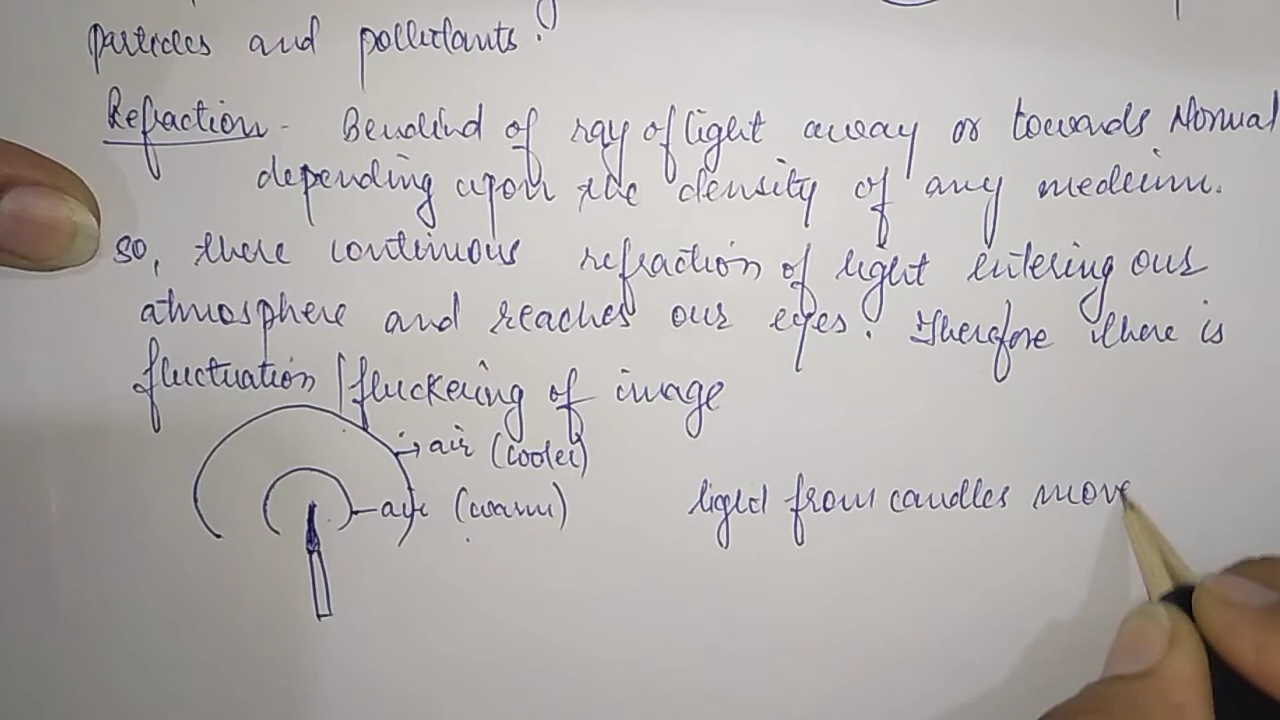 particles and pollutants.
Refraction - Bendind of ray of light away or towards Normal
depending upon the density of any medium.
so, there continuous refraction of light entering our
atmosphere and reaches our eyes. Therefore there is
fluctuation / fluckering of image
→ air (cooler)
air (warm)
light from candles move